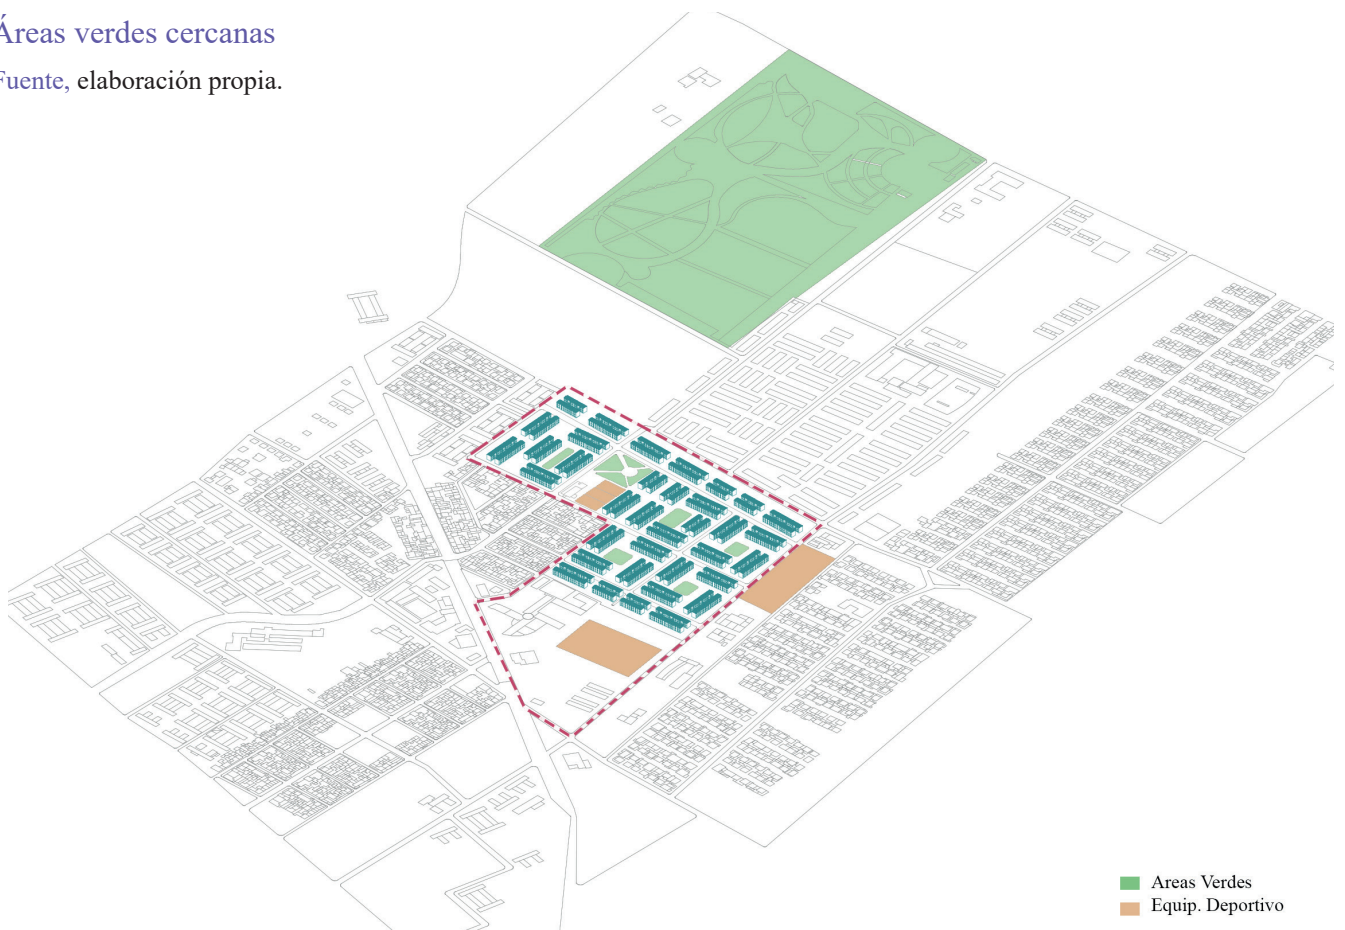 Áreas verdes cercanas
Fuente, elaboración propia.
Areas Verdes
Equip. Deportivo